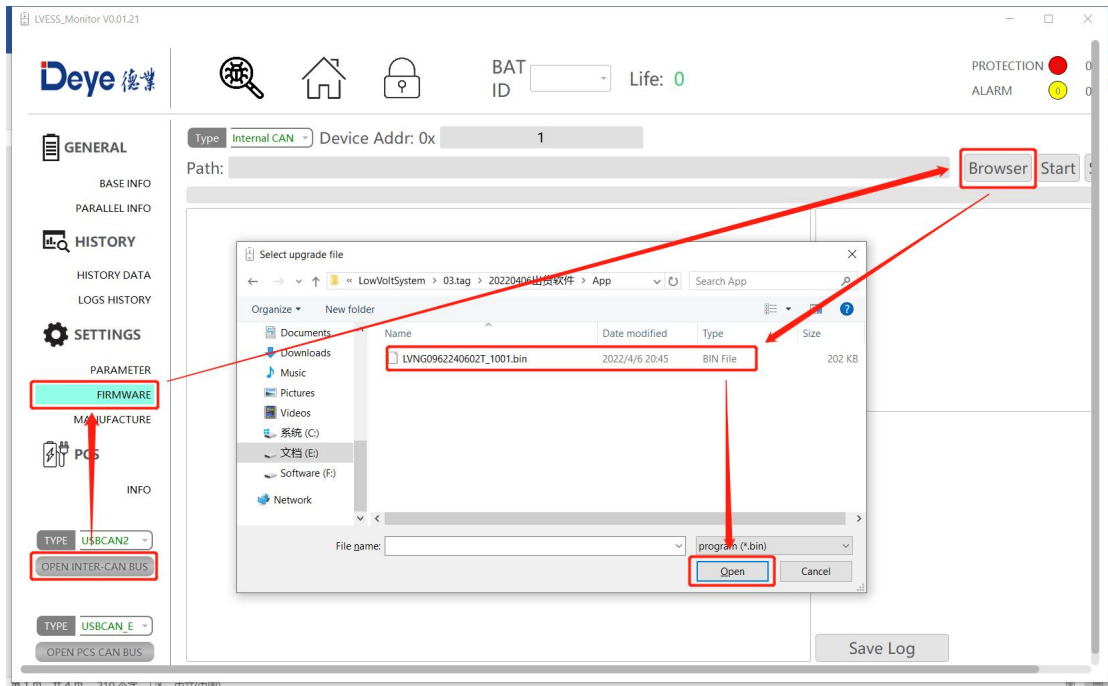 LVESS_Monitor V0.01.21
Deye 德業
BAT ID
Life: 0
PROTECTION 0
ALARM 0 0
GENERAL
BASE INFO
PARALLEL INFO
HISTORY
HISTORY DATA
LOGS HISTORY
SETTINGS
PARAMETER
FIRMWARE
MANUFACTURE
PCS
INFO
TYPE USBCAN2
OPEN INTER-CAN BUS
TYPE USBCAN_E
OPEN PCS CAN BUS
Type Internal CAN Device Addr: 0x 1
Path:
Browser Start S
Select upgrade file
« LowVoltSystem > 03.tag > 20220406出货软件 > App
Search App
Organize New folder
Name Date modified Type Size
LVNG0962240602T_1001.bin 2022/4/6 20:45 BIN File 202 KB
Documents
Downloads
Music
Pictures
Videos
系统 (C:)
文档 (E:)
Software (F:)
Network
File name:
program (*.bin)
Open Cancel
Save Log